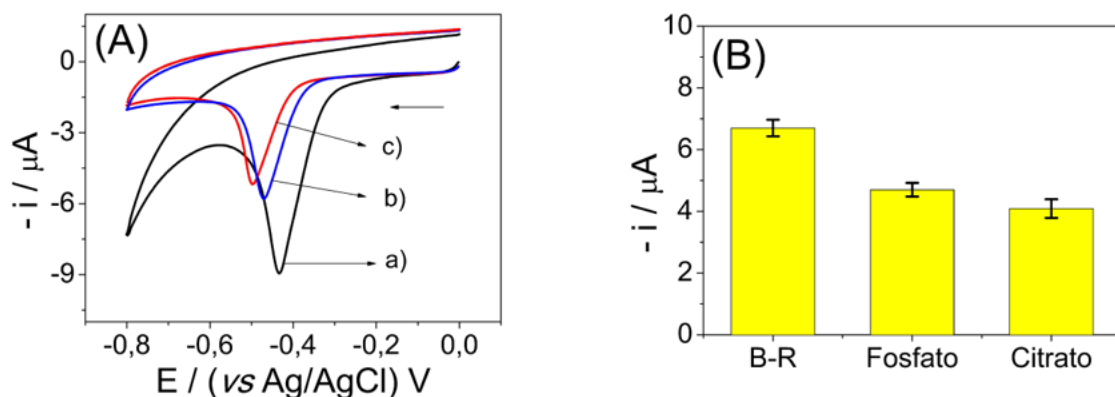 (A)
0
-3
-6
-9
- i / µA
c)
b)
a)
-0,8
-0,6
-0,4
-0,2
0,0
E / (vs Ag/AgCl) V
(B)
10
8
6
4
2
0
- i / µA
B-R
Fosfato
Citrato